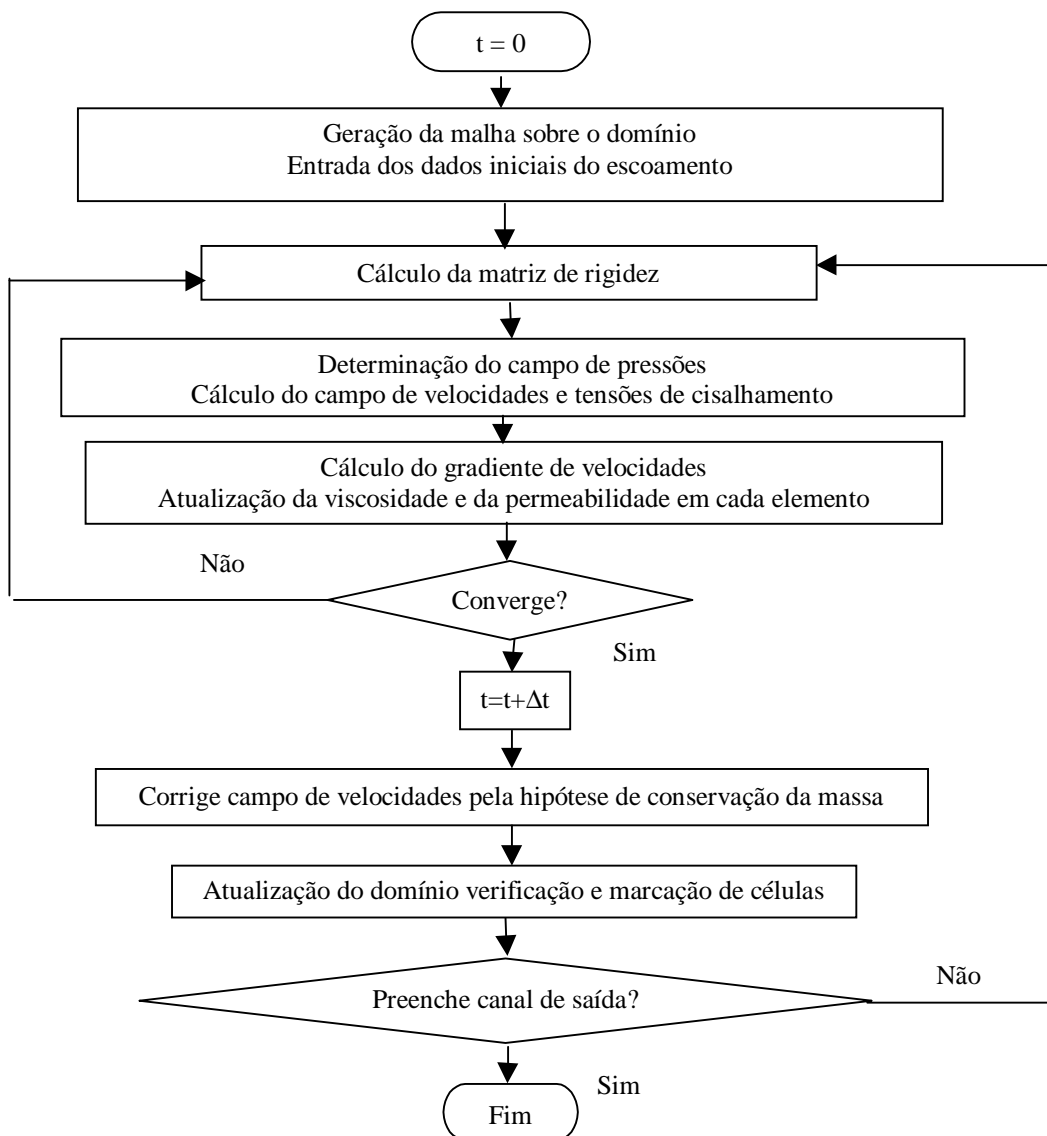 t = 0
Geração da malha sobre o domínio
Entrada dos dados iniciais do escoamento
Cálculo da matriz de rigidez
Determinação do campo de pressões
Cálculo do campo de velocidades e tensões de cisalhamento
Cálculo do gradiente de velocidades
Atualização da viscosidade e da permeabilidade em cada elemento
Não
Converge?
Sim
t=t+Δt
Corrige campo de velocidades pela hipótese de conservação da massa
Atualização do domínio verificação e marcação de células
Não
Preenche canal de saída?
Sim
Fim